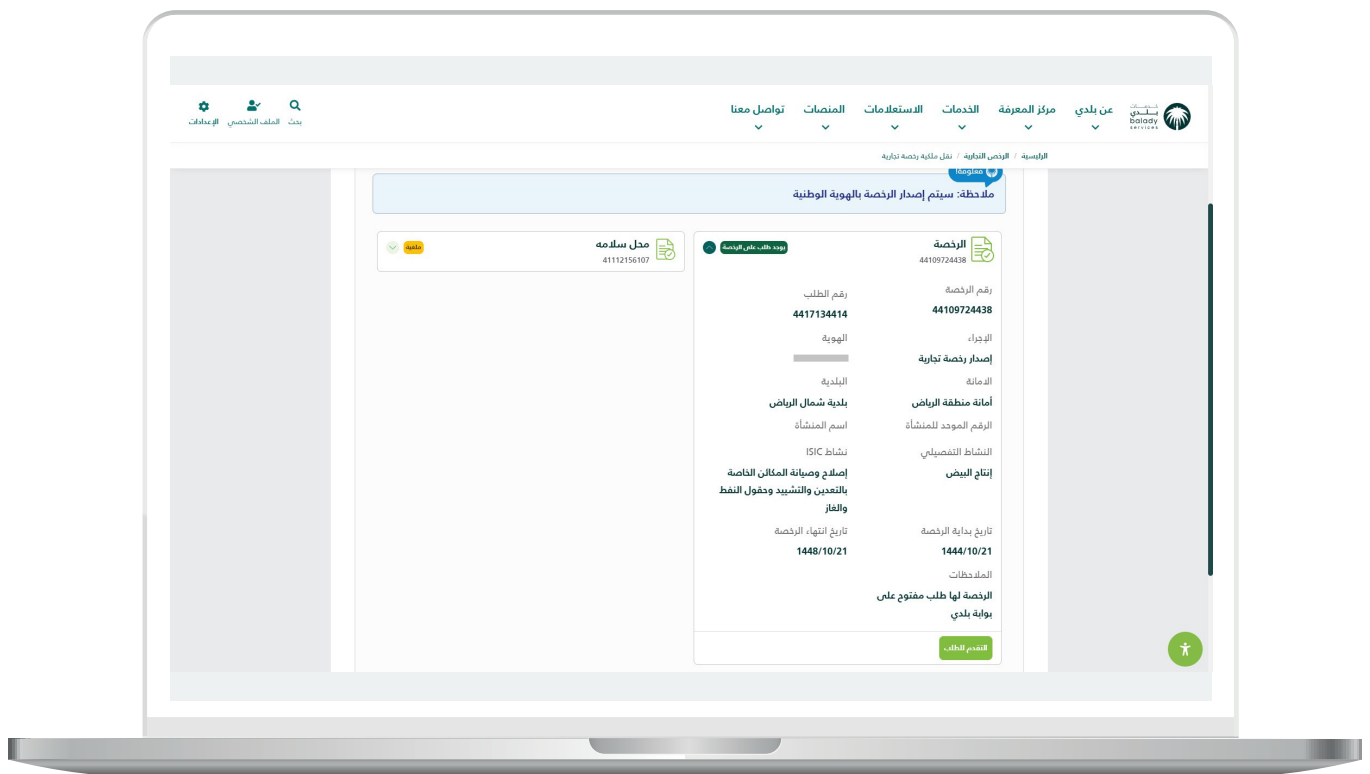 خدمات
بلدي
balady
services
عن بلدي
مركز المعرفة
الخدمات
الاستعلامات
المنصات
تواصل معنا
بحث
الملف الشخصي
الإعدادات
الرئيسية / الرخص التجارية / نقل ملكية رخصة تجارية
معلومة!
ملاحظة: سيتم إصدار الرخصة بالهوية الوطنية
الرخصة
يوجد طلب على الرخصة
44109724438
محل سلامه
ملغية
41112156107
رقم الرخصة
رقم الطلب
44109724438
4417134414
الإجراء
الهوية
إصدار رخصة تجارية
الامانة
البلدية
أمانة منطقة الرياض
بلدية شمال الرياض
الرقم الموحد للمنشأة
اسم المنشأة
النشاط التفصيلي
نشاط ISIC
إنتاج البيض
إصلاح وصيانة المكائن الخاصة
بالتعدين والتشييد وحقول النفط
والغاز
تاريخ بداية الرخصة
تاريخ انتهاء الرخصة
1444/10/21
1448/10/21
الملاحظات
الرخصة لها طلب مفتوح على
بوابة بلدي
التقدم للطلب